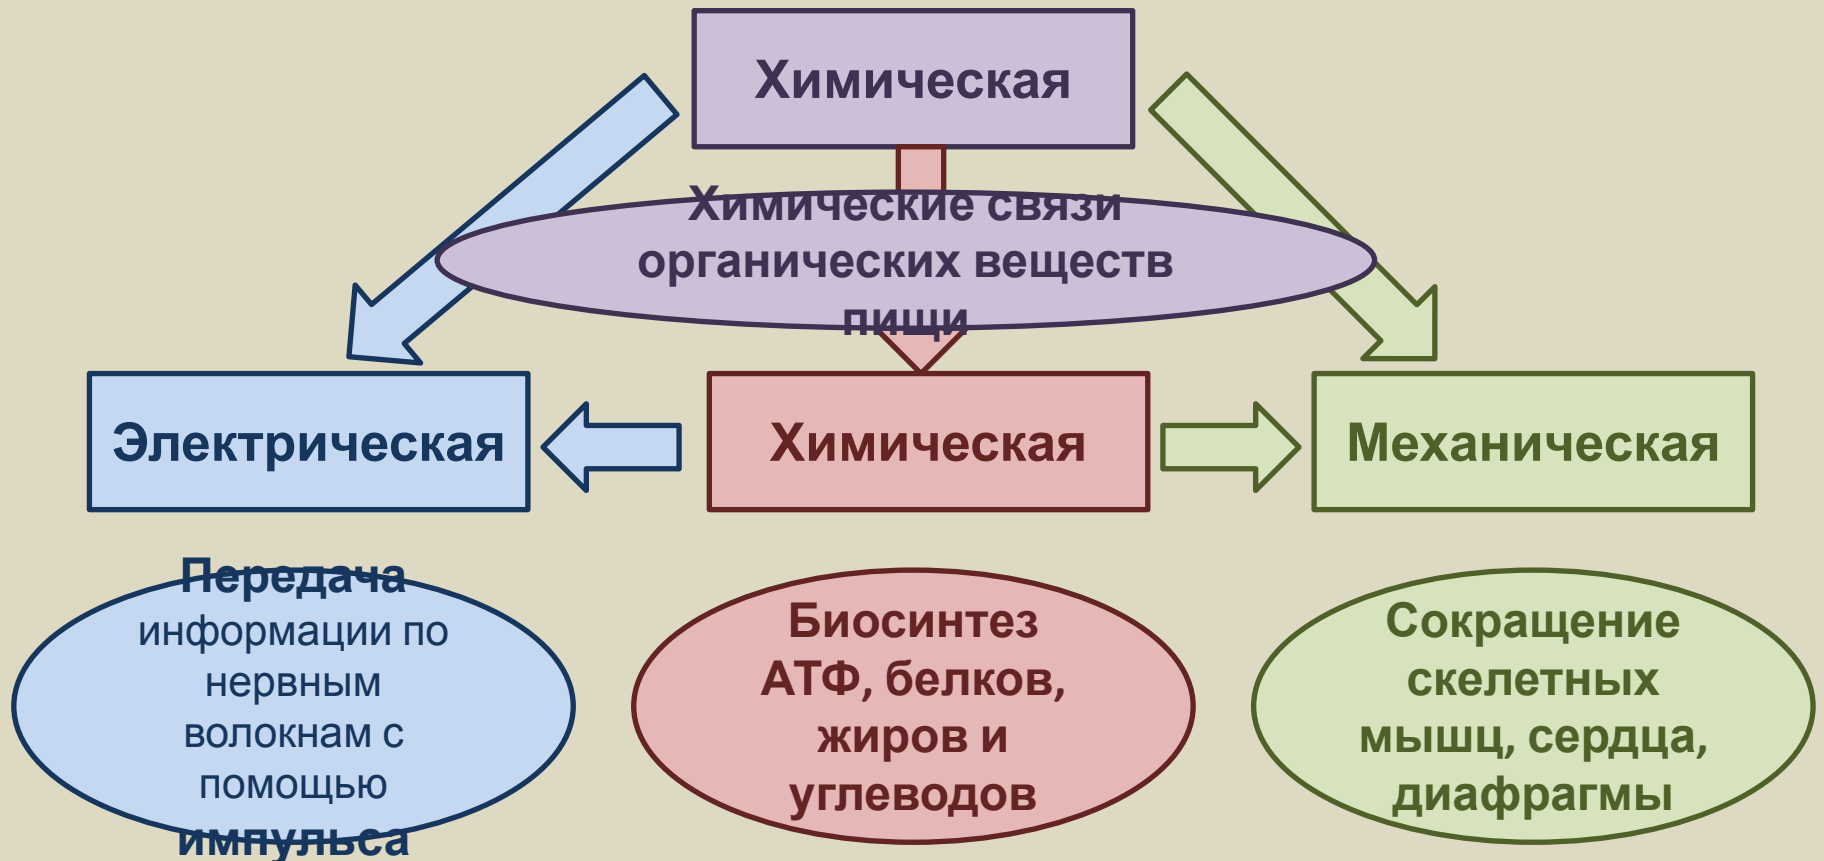 Химическая
Химические связи
органических веществ
пищи
Электрическая
Химическая
Механическая
Передача
информации по
нервным
волокнам с
помощью
импульса
Биосинтез
АТФ, белков,
жиров и
углеводов
Сокращение
скелетных
мышц, сердца,
диафрагмы